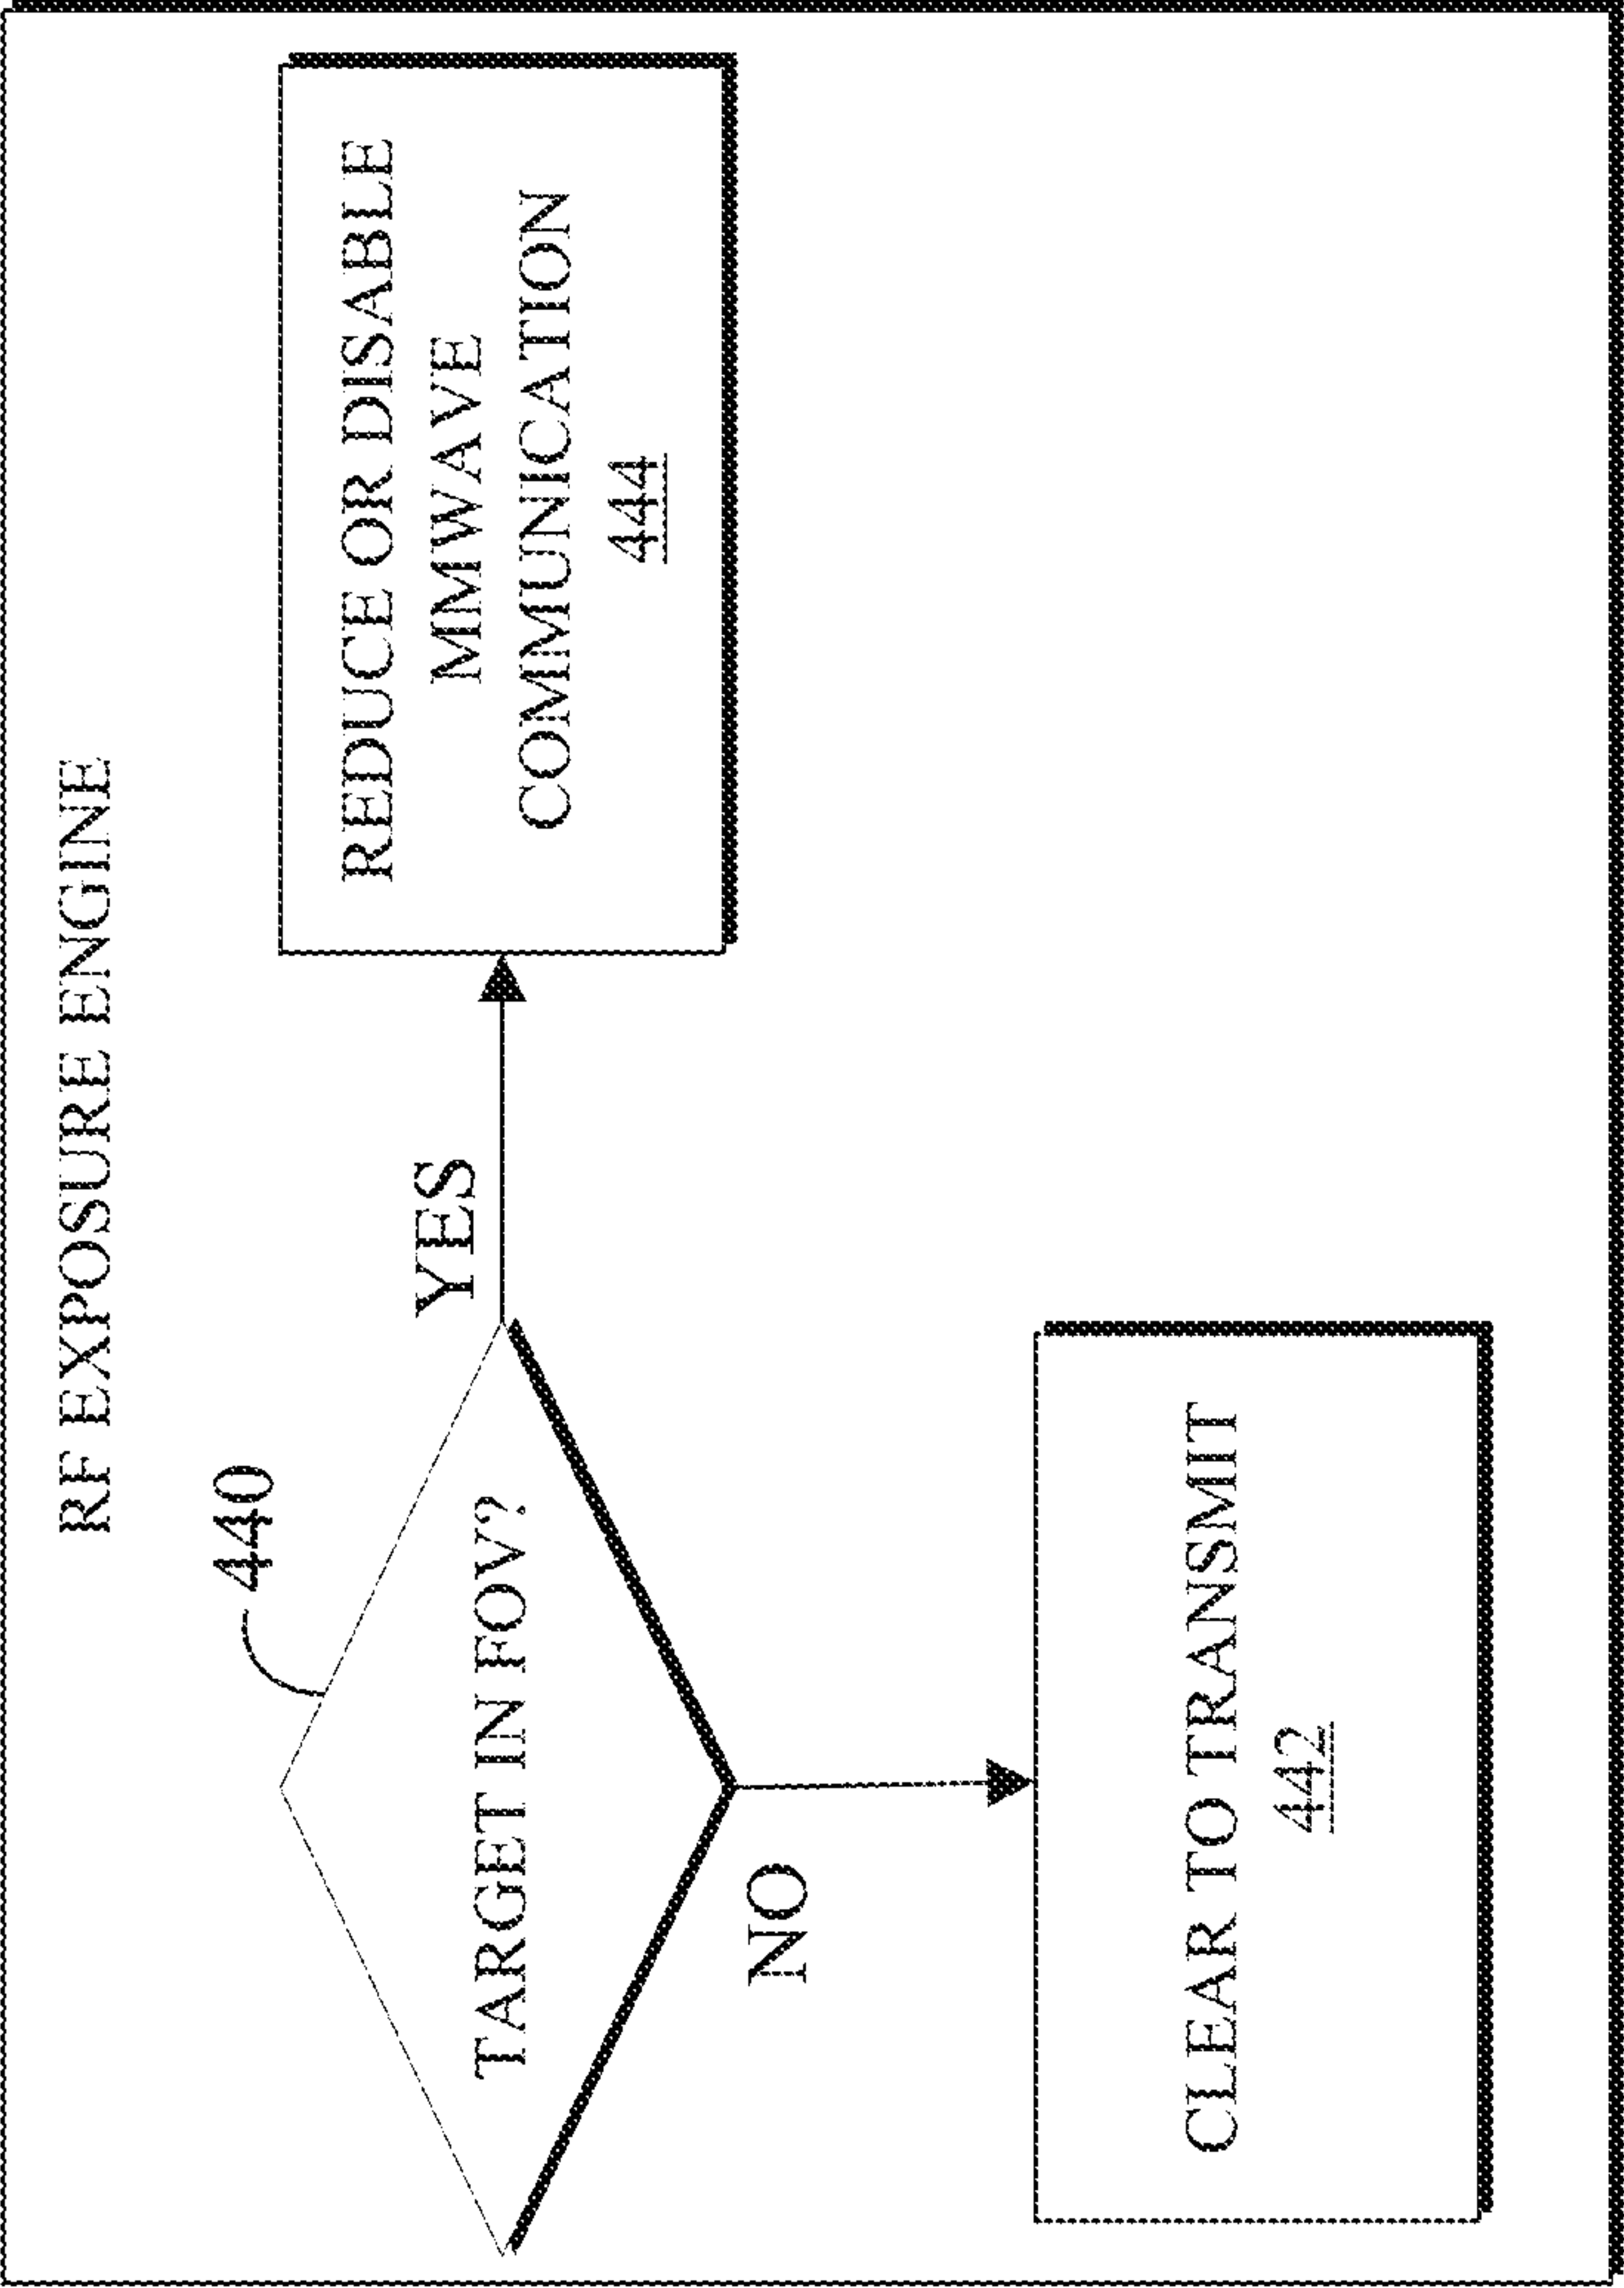 RF EXPOSURE ENGINE
440
TARGET IN FOV?
YES
REDUCE OR DISABLE
MMWAVE
COMMUNICATION
444
NO
CLEAR TO TRANSMIT
442